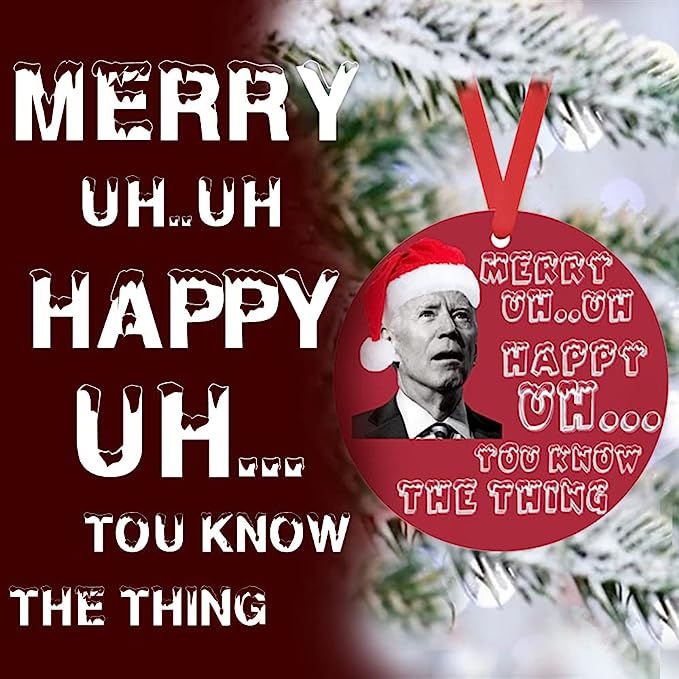 MERRY
UH..UH
HAPPY
UH...
TOU KNOW
THE THING
MERRY
UH..UH
HAPPY
UH...
TOU KNOW
THE THING